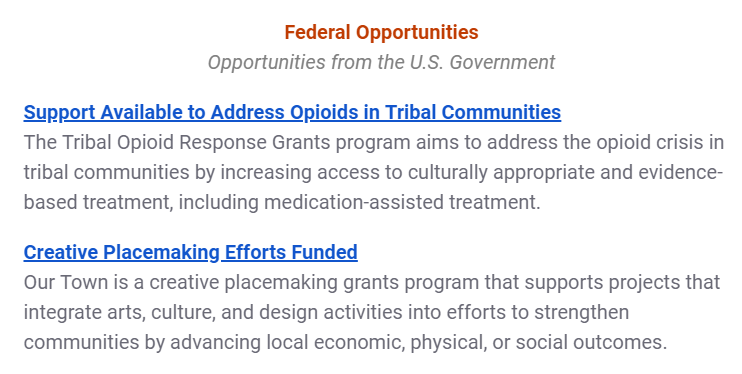 Federal Opportunities
Opportunities from the U.S. Government
Support Available to Address Opioids in Tribal Communities
The Tribal Opioid Response Grants program aims to address the opioid crisis in
tribal communities by increasing access to culturally appropriate and evidence-
based treatment, including medication-assisted treatment.
Creative Placemaking Efforts Funded
Our Town is a creative placemaking grants program that supports projects that
integrate arts, culture, and design activities into efforts to strengthen
communities by advancing local economic, physical, or social outcomes.